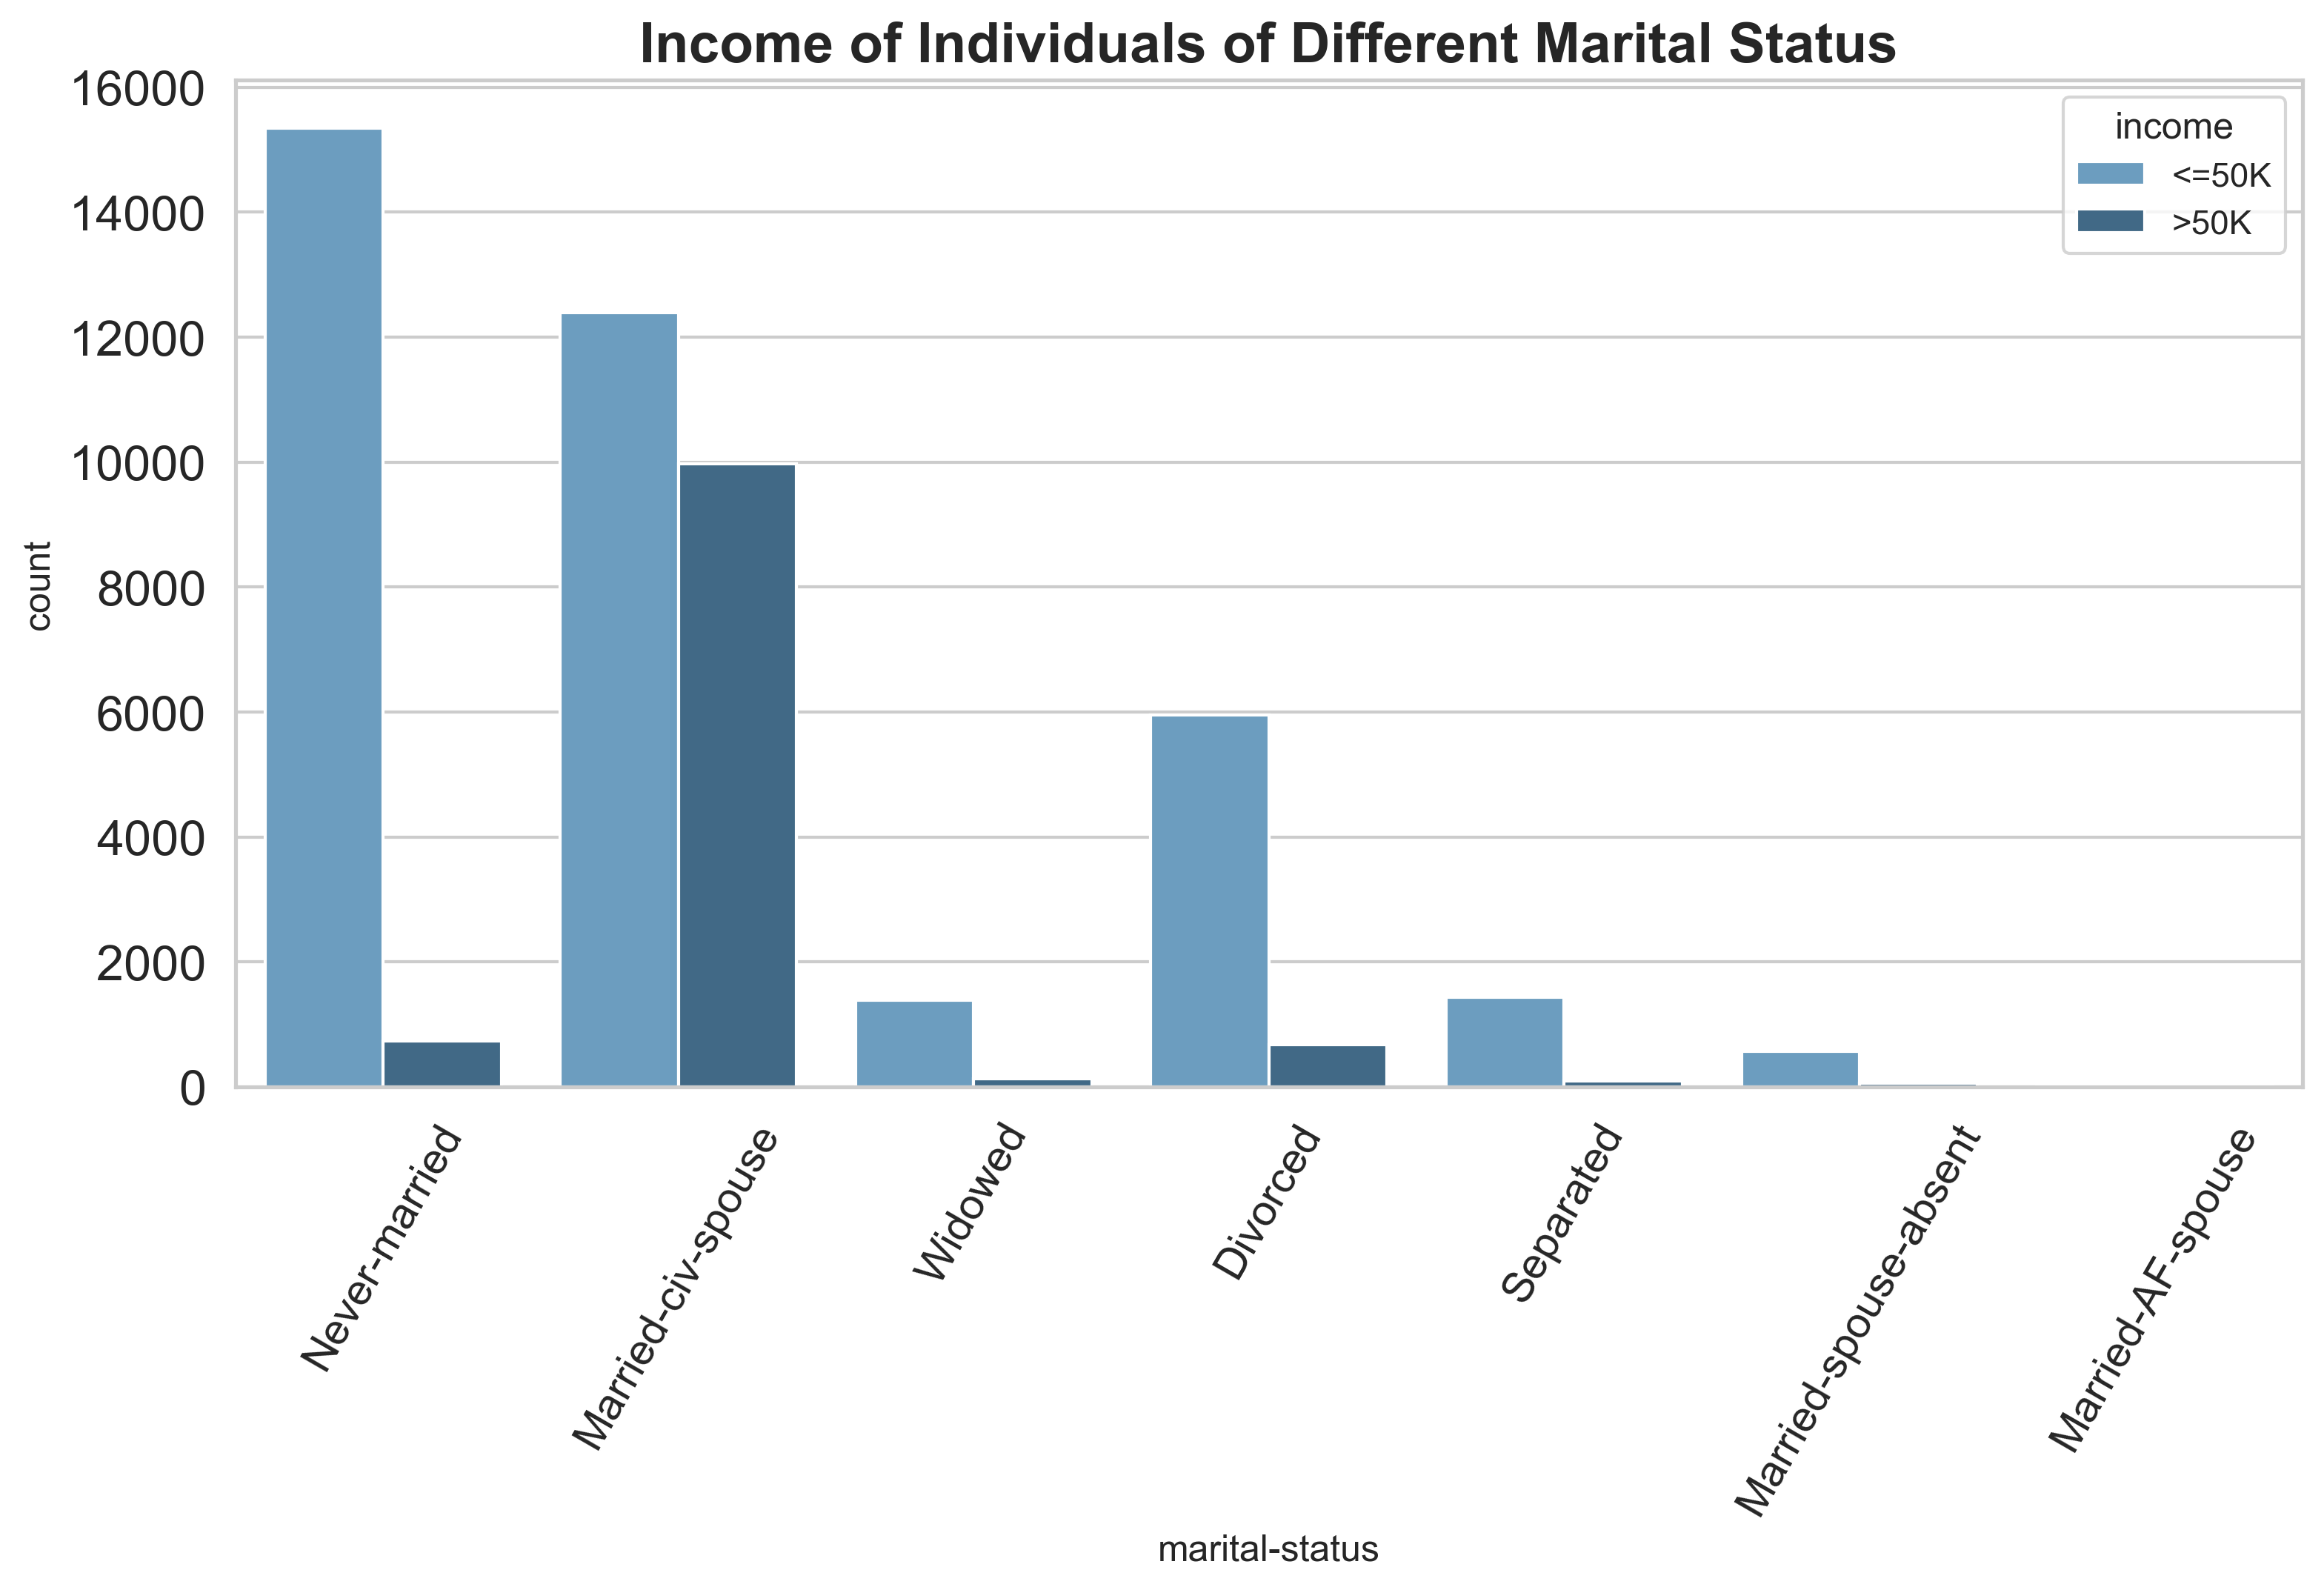 Income of Individuals of Different Marital Status
16000
14000
12000
10000
8000
6000
4000
2000
0
count
income
<=50K
>50K
Never-married
Married-civ-spouse
Widowed
Divorced
Separated
Married-spouse-absent
Married-AF-spouse
marital-status